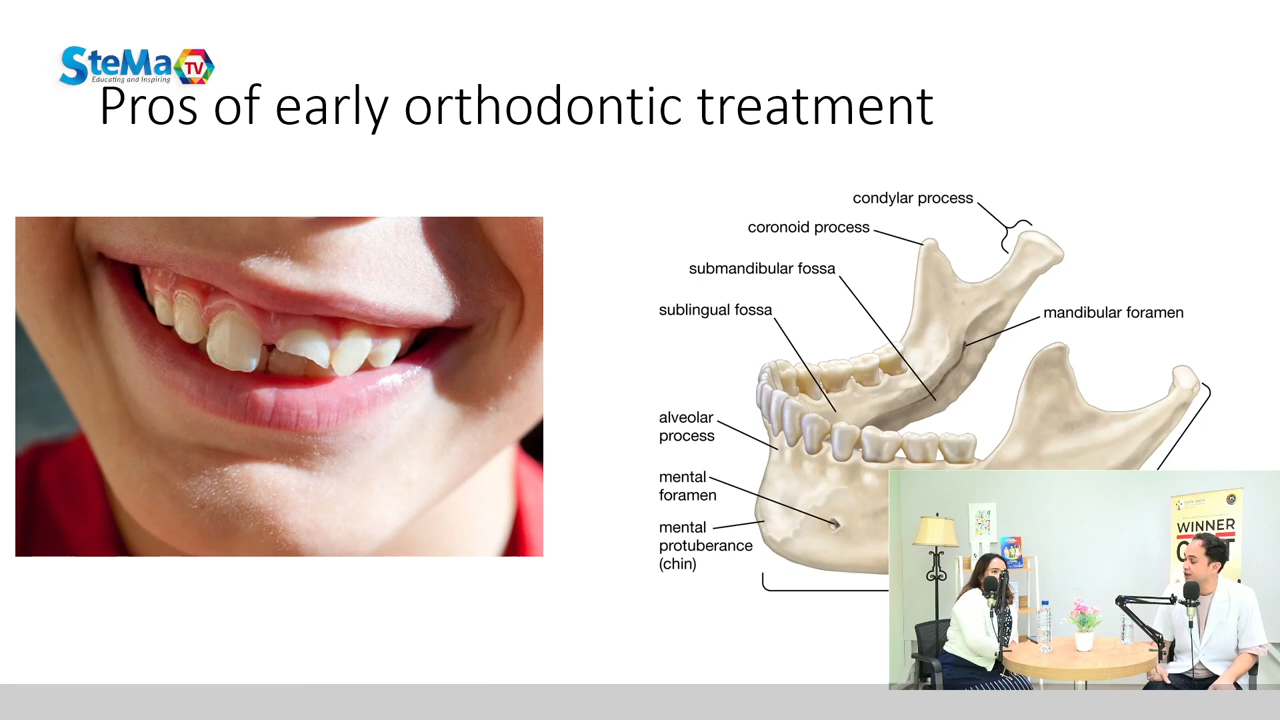 SteMa TV
Educating and Inspiring
Pros of early orthodontic treatment
condylar process
coronoid process
submandibular fossa
sublingual fossa
mandibular foramen
alveolar
process
mental
foramen
mental
protuberance
(chin)
WINNER